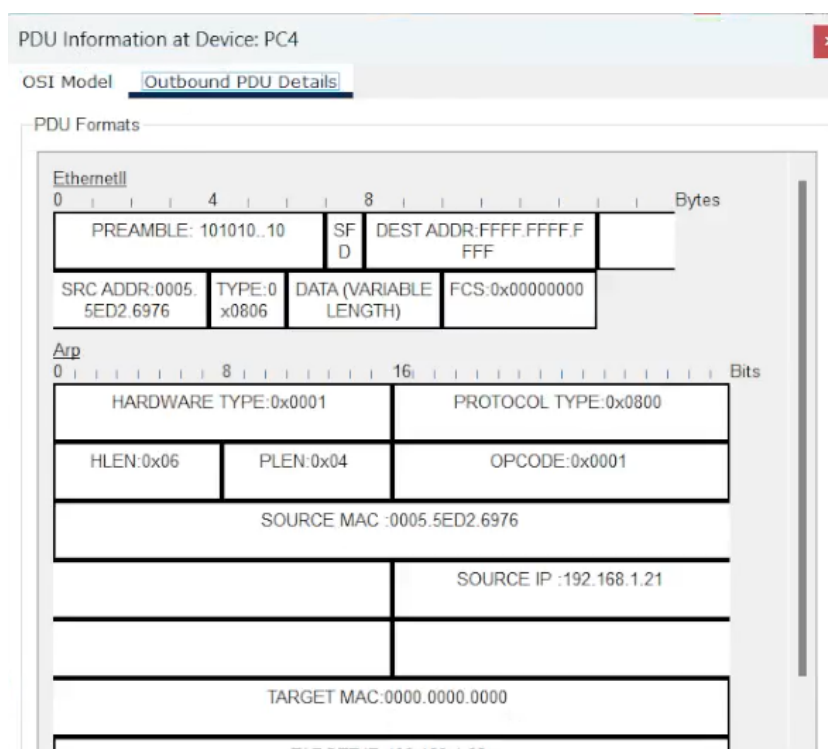 PDU Information at Device: PC4
OSI Model Outbound PDU Details
PDU Formats
EthernetII
0 4 8 Bytes
PREAMBLE: 101010..10 SF DEST ADDR:FFFF.FFFF.F
D FFF
SRC ADDR:0005. TYPE:0 DATA (VARIABLE FCS:0x00000000
5ED2.6976 x0806 LENGTH)
Arp
0 8 16 Bits
HARDWARE TYPE:0x0001 PROTOCOL TYPE:0x0800
HLEN:0x06 PLEN:0x04 OPCODE:0x0001
SOURCE MAC :0005.5ED2.6976
SOURCE IP :192.168.1.21
TARGET MAC:0000.0000.0000